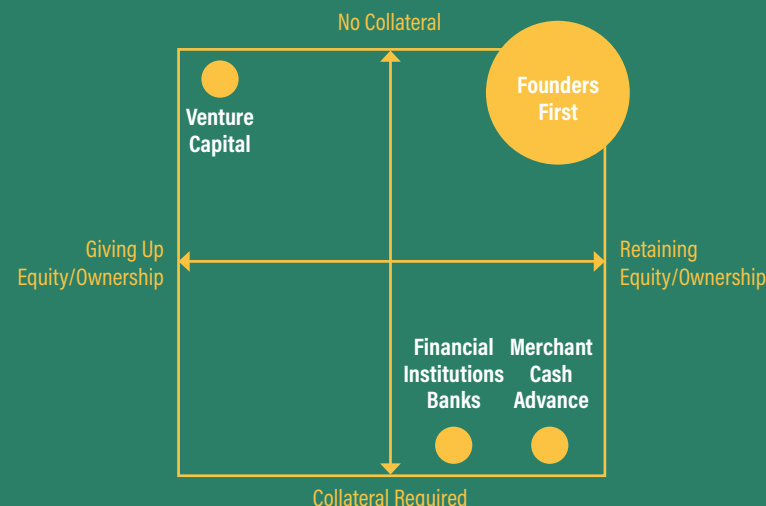 No Collateral
Founders
First
Venture
Capital
Giving Up
Equity/Ownership
Retaining
Equity/Ownership
Financial
Institutions
Banks
Merchant
Cash
Advance
Collateral Required